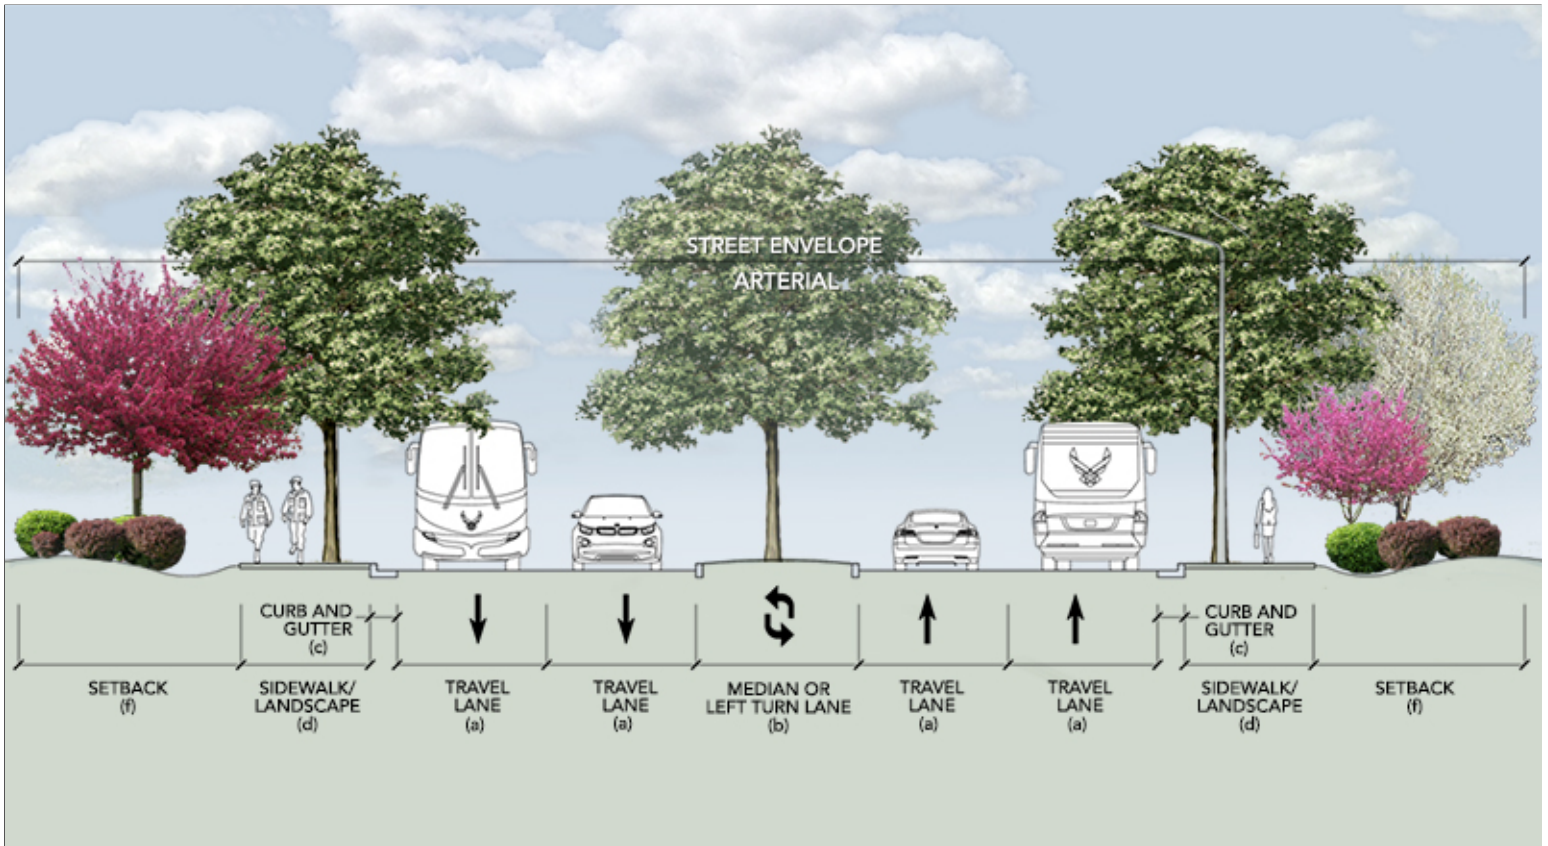 STREET ENVELOPE
ARTERIAL
CURB AND
GUTTER
(c)
CURB AND
GUTTER
(c)
SETBACK
(f)
SIDEWALK/
LANDSCAPE
(d)
TRAVEL
LANE
(a)
TRAVEL
LANE
(a)
MEDIAN OR
LEFT TURN LANE
(b)
TRAVEL
LANE
(a)
TRAVEL
LANE
(a)
SIDEWALK/
LANDSCAPE
(d)
SETBACK
(f)